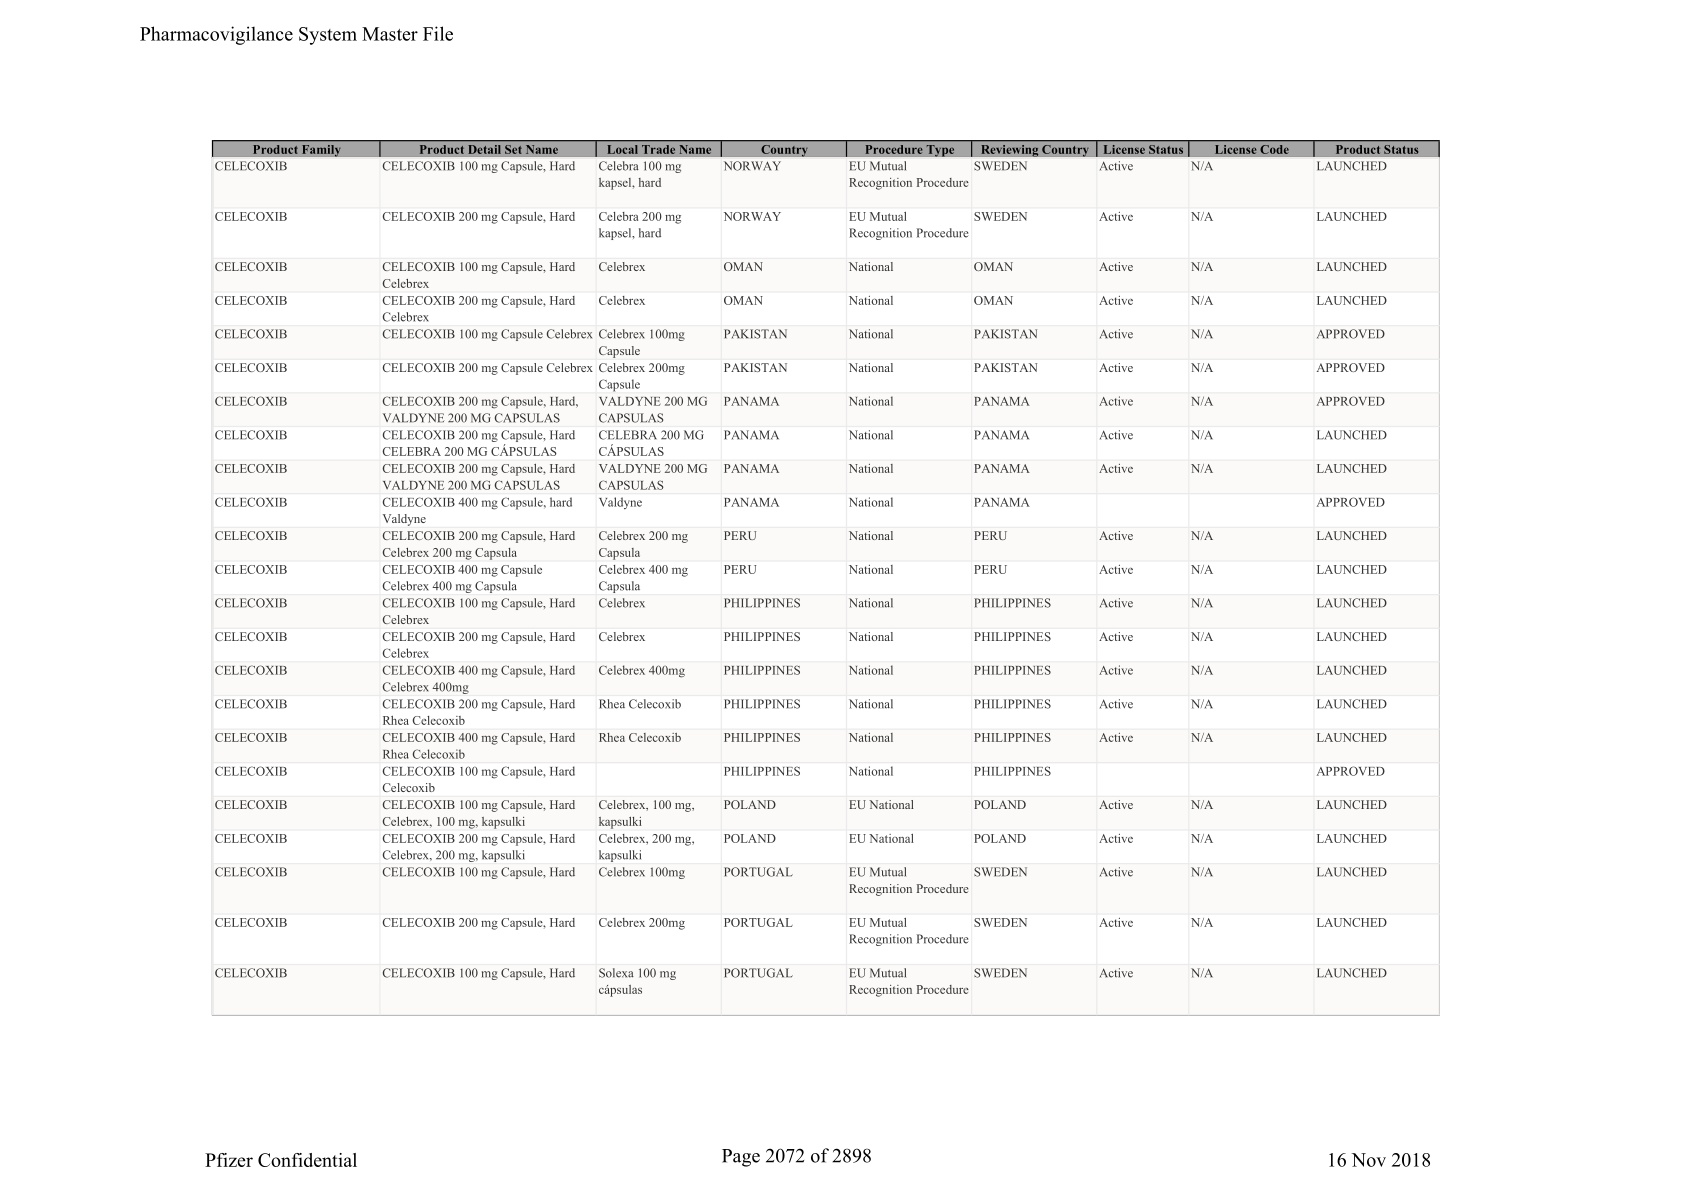 Pharmacovigilance System Master File
Product Family Product Detail Set Name Local Trade Name Country Procedure Type Reviewing Country License Status License Code Product Status
CELECOXIB CELECOXIB 100 mg Capsule, Hard Celebra 100 mg NORWAY EU Mutual SWEDEN Active N/A LAUNCHED
kapsel, hard Recognition Procedure
CELECOXIB CELECOXIB 200 mg Capsule, Hard Celebra 200 mg NORWAY EU Mutual SWEDEN Active N/A LAUNCHED
kapsel, hard Recognition Procedure
CELECOXIB CELECOXIB 100 mg Capsule, Hard Celebrex OMAN National OMAN Active N/A LAUNCHED
Celebrex
CELECOXIB CELECOXIB 200 mg Capsule, Hard Celebrex OMAN National OMAN Active N/A LAUNCHED
Celebrex
CELECOXIB CELECOXIB 100 mg Capsule Celebrex Celebrex 100mg PAKISTAN National PAKISTAN Active N/A APPROVED
Capsule
CELECOXIB CELECOXIB 200 mg Capsule Celebrex Celebrex 200mg PAKISTAN National PAKISTAN Active N/A APPROVED
Capsule
CELECOXIB CELECOXIB 200 mg Capsule, Hard, VALDYNE 200 MG PANAMA National PANAMA Active N/A APPROVED
VALDYNE 200 MG CAPSULAS CAPSULAS
CELECOXIB CELECOXIB 200 mg Capsule, Hard CELEBRA 200 MG PANAMA National PANAMA Active N/A LAUNCHED
CELEBRA 200 MG CÁPSULAS CÁPSULAS
CELECOXIB CELECOXIB 200 mg Capsule, Hard VALDYNE 200 MG PANAMA National PANAMA Active N/A LAUNCHED
VALDYNE 200 MG CAPSULAS CAPSULAS
CELECOXIB CELECOXIB 400 mg Capsule, hard Valdyne PANAMA National PANAMA APPROVED
Valdyne
CELECOXIB CELECOXIB 200 mg Capsule, Hard Celebrex 200 mg PERU National PERU Active N/A LAUNCHED
Celebrex 200 mg Capsula Capsula
CELECOXIB CELECOXIB 400 mg Capsule Celebrex 400 mg PERU National PERU Active N/A LAUNCHED
Celebrex 400 mg Capsula Capsula
CELECOXIB CELECOXIB 100 mg Capsule, Hard Celebrex PHILIPPINES National PHILIPPINES Active N/A LAUNCHED
Celebrex
CELECOXIB CELECOXIB 200 mg Capsule, Hard Celebrex PHILIPPINES National PHILIPPINES Active N/A LAUNCHED
Celebrex
CELECOXIB CELECOXIB 400 mg Capsule, Hard Celebrex 400mg PHILIPPINES National PHILIPPINES Active N/A LAUNCHED
Celebrex 400mg
CELECOXIB CELECOXIB 200 mg Capsule, Hard Rhea Celecoxib PHILIPPINES National PHILIPPINES Active N/A LAUNCHED
Rhea Celecoxib
CELECOXIB CELECOXIB 400 mg Capsule, Hard Rhea Celecoxib PHILIPPINES National PHILIPPINES Active N/A LAUNCHED
Rhea Celecoxib
CELECOXIB CELECOXIB 100 mg Capsule, Hard PHILIPPINES National PHILIPPINES APPROVED
Celecoxib
CELECOXIB CELECOXIB 100 mg Capsule, Hard Celebrex, 100 mg, POLAND EU National POLAND Active N/A LAUNCHED
Celebrex, 100 mg, kapsulki kapsulki
CELECOXIB CELECOXIB 200 mg Capsule, Hard Celebrex, 200 mg, POLAND EU National POLAND Active N/A LAUNCHED
Celebrex, 200 mg, kapsulki kapsulki
CELECOXIB CELECOXIB 100 mg Capsule, Hard Celebrex 100mg PORTUGAL EU Mutual SWEDEN Active N/A LAUNCHED
Recognition Procedure
CELECOXIB CELECOXIB 200 mg Capsule, Hard Celebrex 200mg PORTUGAL EU Mutual SWEDEN Active N/A LAUNCHED
Recognition Procedure
CELECOXIB CELECOXIB 100 mg Capsule, Hard Solexa 100 mg PORTUGAL EU Mutual SWEDEN Active N/A LAUNCHED
cápsulas Recognition Procedure
Pfizer Confidential Page 2072 of 2898 16 Nov 2018